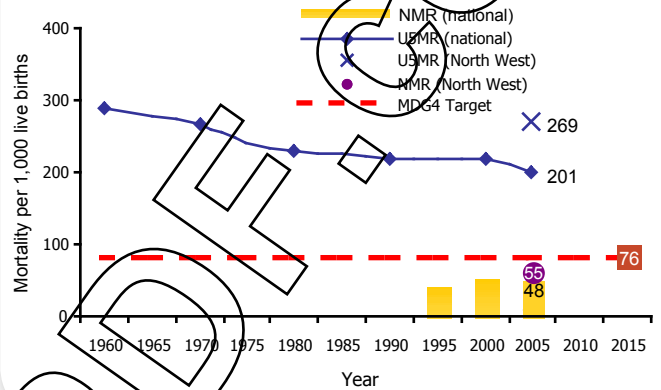 NMR (national)
U5MR (national)
U5MR (North West)
NMR (North West)
MDG4 Target
Mortality per 1,000 live births
400
300
200
100
0
269
201
76
55
48
1960 1965 1970 1975 1980 1985 1990 1995 2000 2005 2010 2015
Year